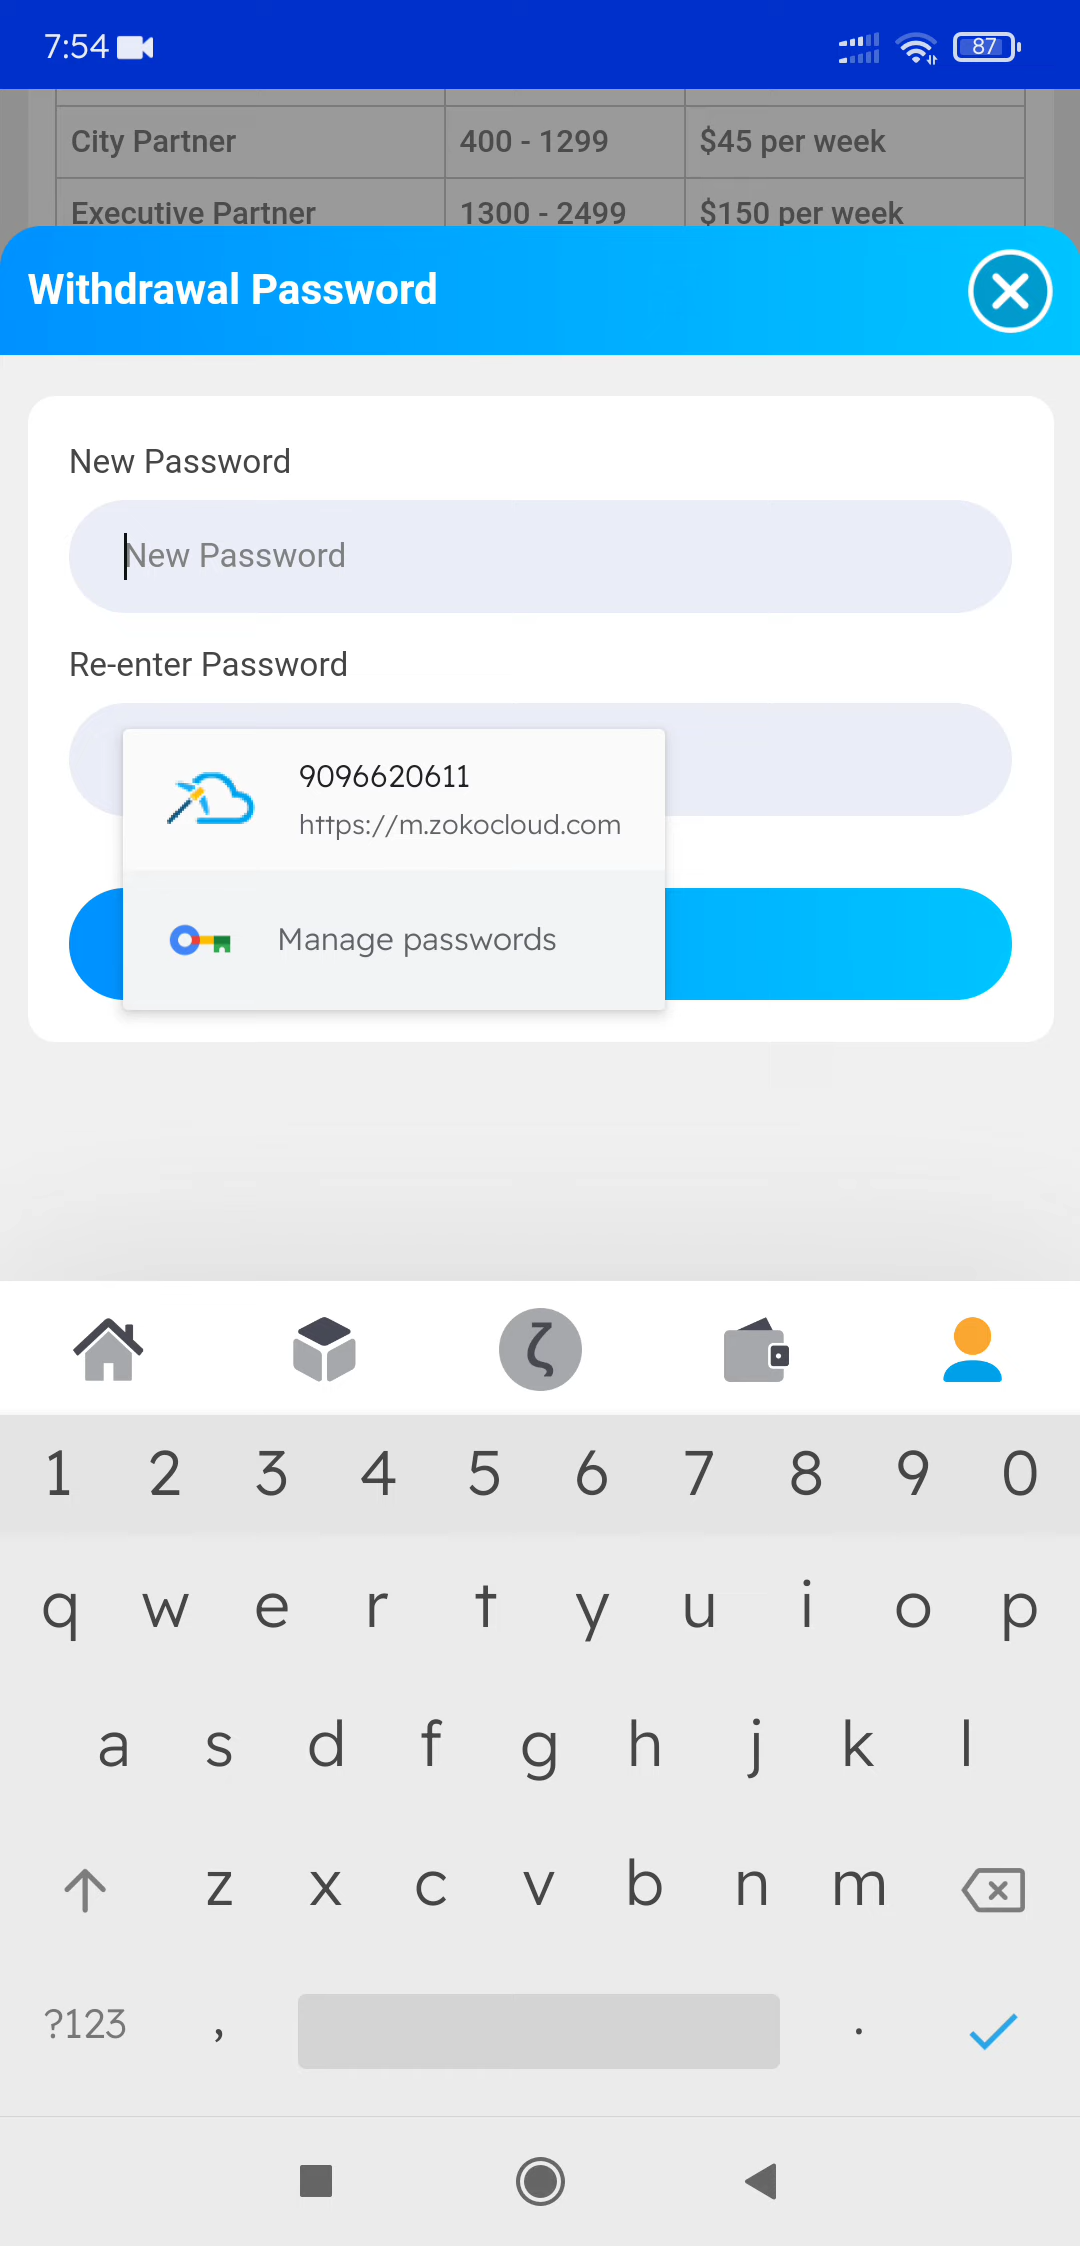 7:54
87
City Partner 400 - 1299 $45 per week
Executive Partner 1300 - 2499 $150 per week
Withdrawal Password
New Password
New Password
Re-enter Password
9096620611
https://m.zokocloud.com
Manage passwords
ζ
1 2 3 4 5 6 7 8 9 0
q w e r t y u i o p
a s d f g h j k l
z x c v b n m
?123 , .